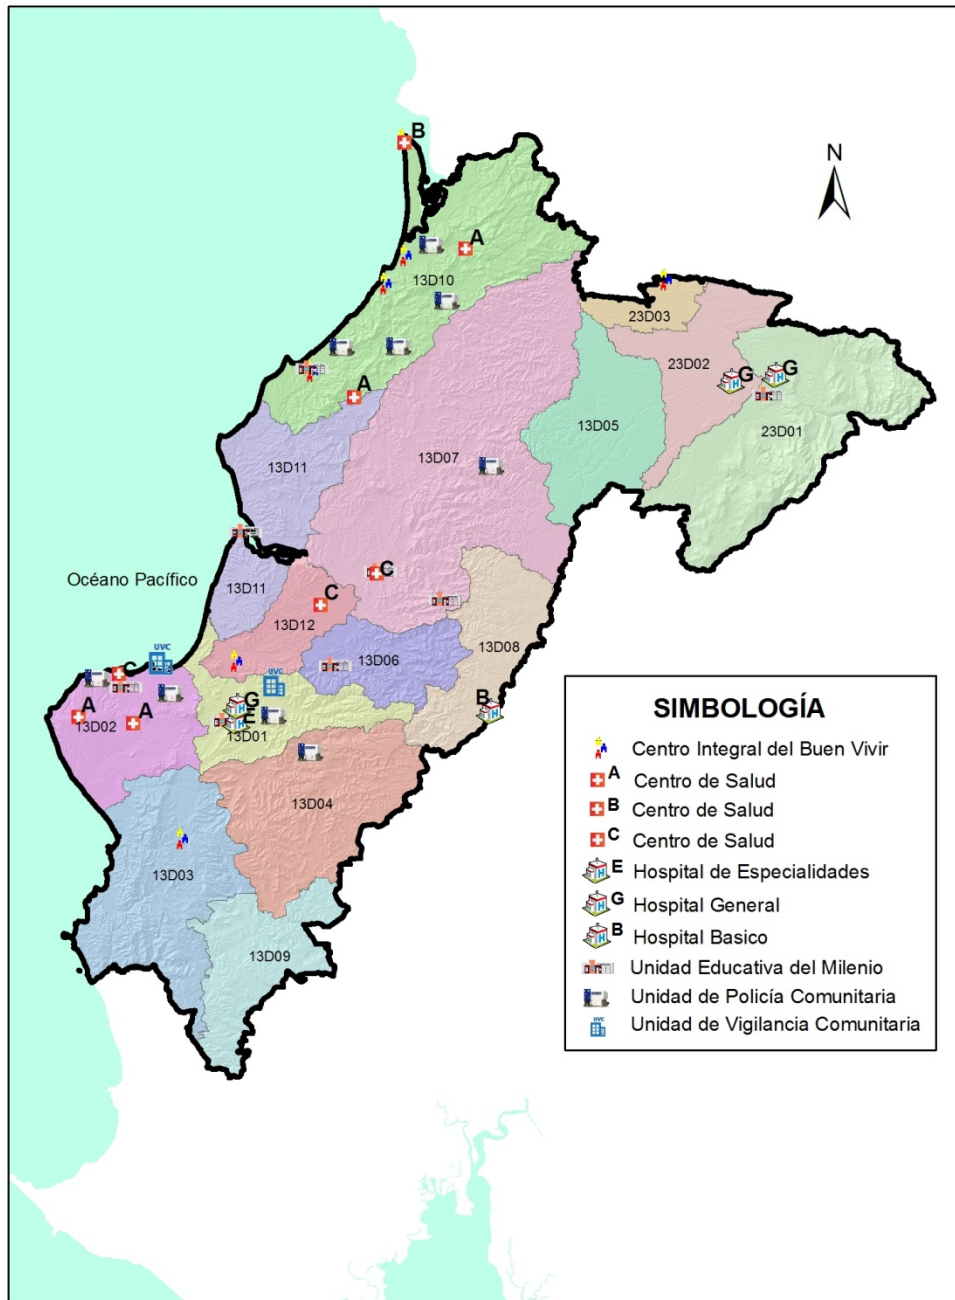 B
N
A
13D10
23D03
23D02
G
G
A
23D01
13D05
13D11
13D07
Océano Pacífico
C
13D11
C
13D12
13D08
UVC
13D06
C
UVC
A
A
13D02
G
E
13D01
B
13D04
13D03
13D09
SIMBOLOGÍA
Centro Integral del Buen Vivir
A Centro de Salud
B Centro de Salud
C Centro de Salud
E Hospital de Especialidades
G Hospital General
B Hospital Basico
Unidad Educativa del Milenio
Unidad de Policía Comunitaria
UVC Unidad de Vigilancia Comunitaria